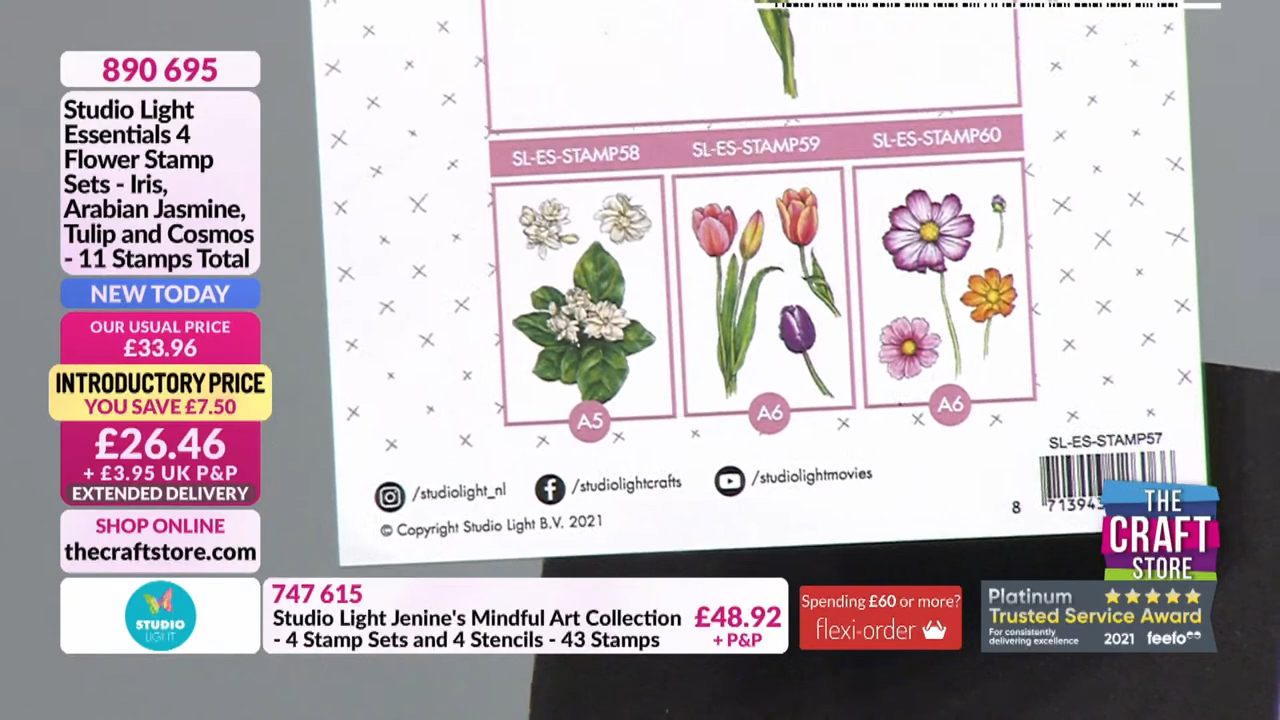 890 695
Studio Light
Essentials 4
Flower Stamp
Sets - Iris,
Arabian Jasmine,
Tulip and Cosmos
- 11 Stamps Total
NEW TODAY
OUR USUAL PRICE
£33.96
INTRODUCTORY PRICE
YOU SAVE £7.50
£26.46
+ £3.95 UK P&P
EXTENDED DELIVERY
SHOP ONLINE
thecraftstore.com
SL-ES-STAMP58
SL-ES-STAMP59
SL-ES-STAMP60
A5
A6
A6
/studiolight_nl
/studiolightcrafts
/studiolightmovies
© Copyright Studio Light B.V. 2021
SL-ES-STAMP57
8
THE
CRAFT
STORE
STUDIO
LIGHT
747 615
Studio Light Jenine's Mindful Art Collection
- 4 Stamp Sets and 4 Stencils - 43 Stamps
£48.92
+ P&P
Spending £60 or more?
flexi-order
Platinum
Trusted Service Award
For consistently
delivering excellence
2021 feefo